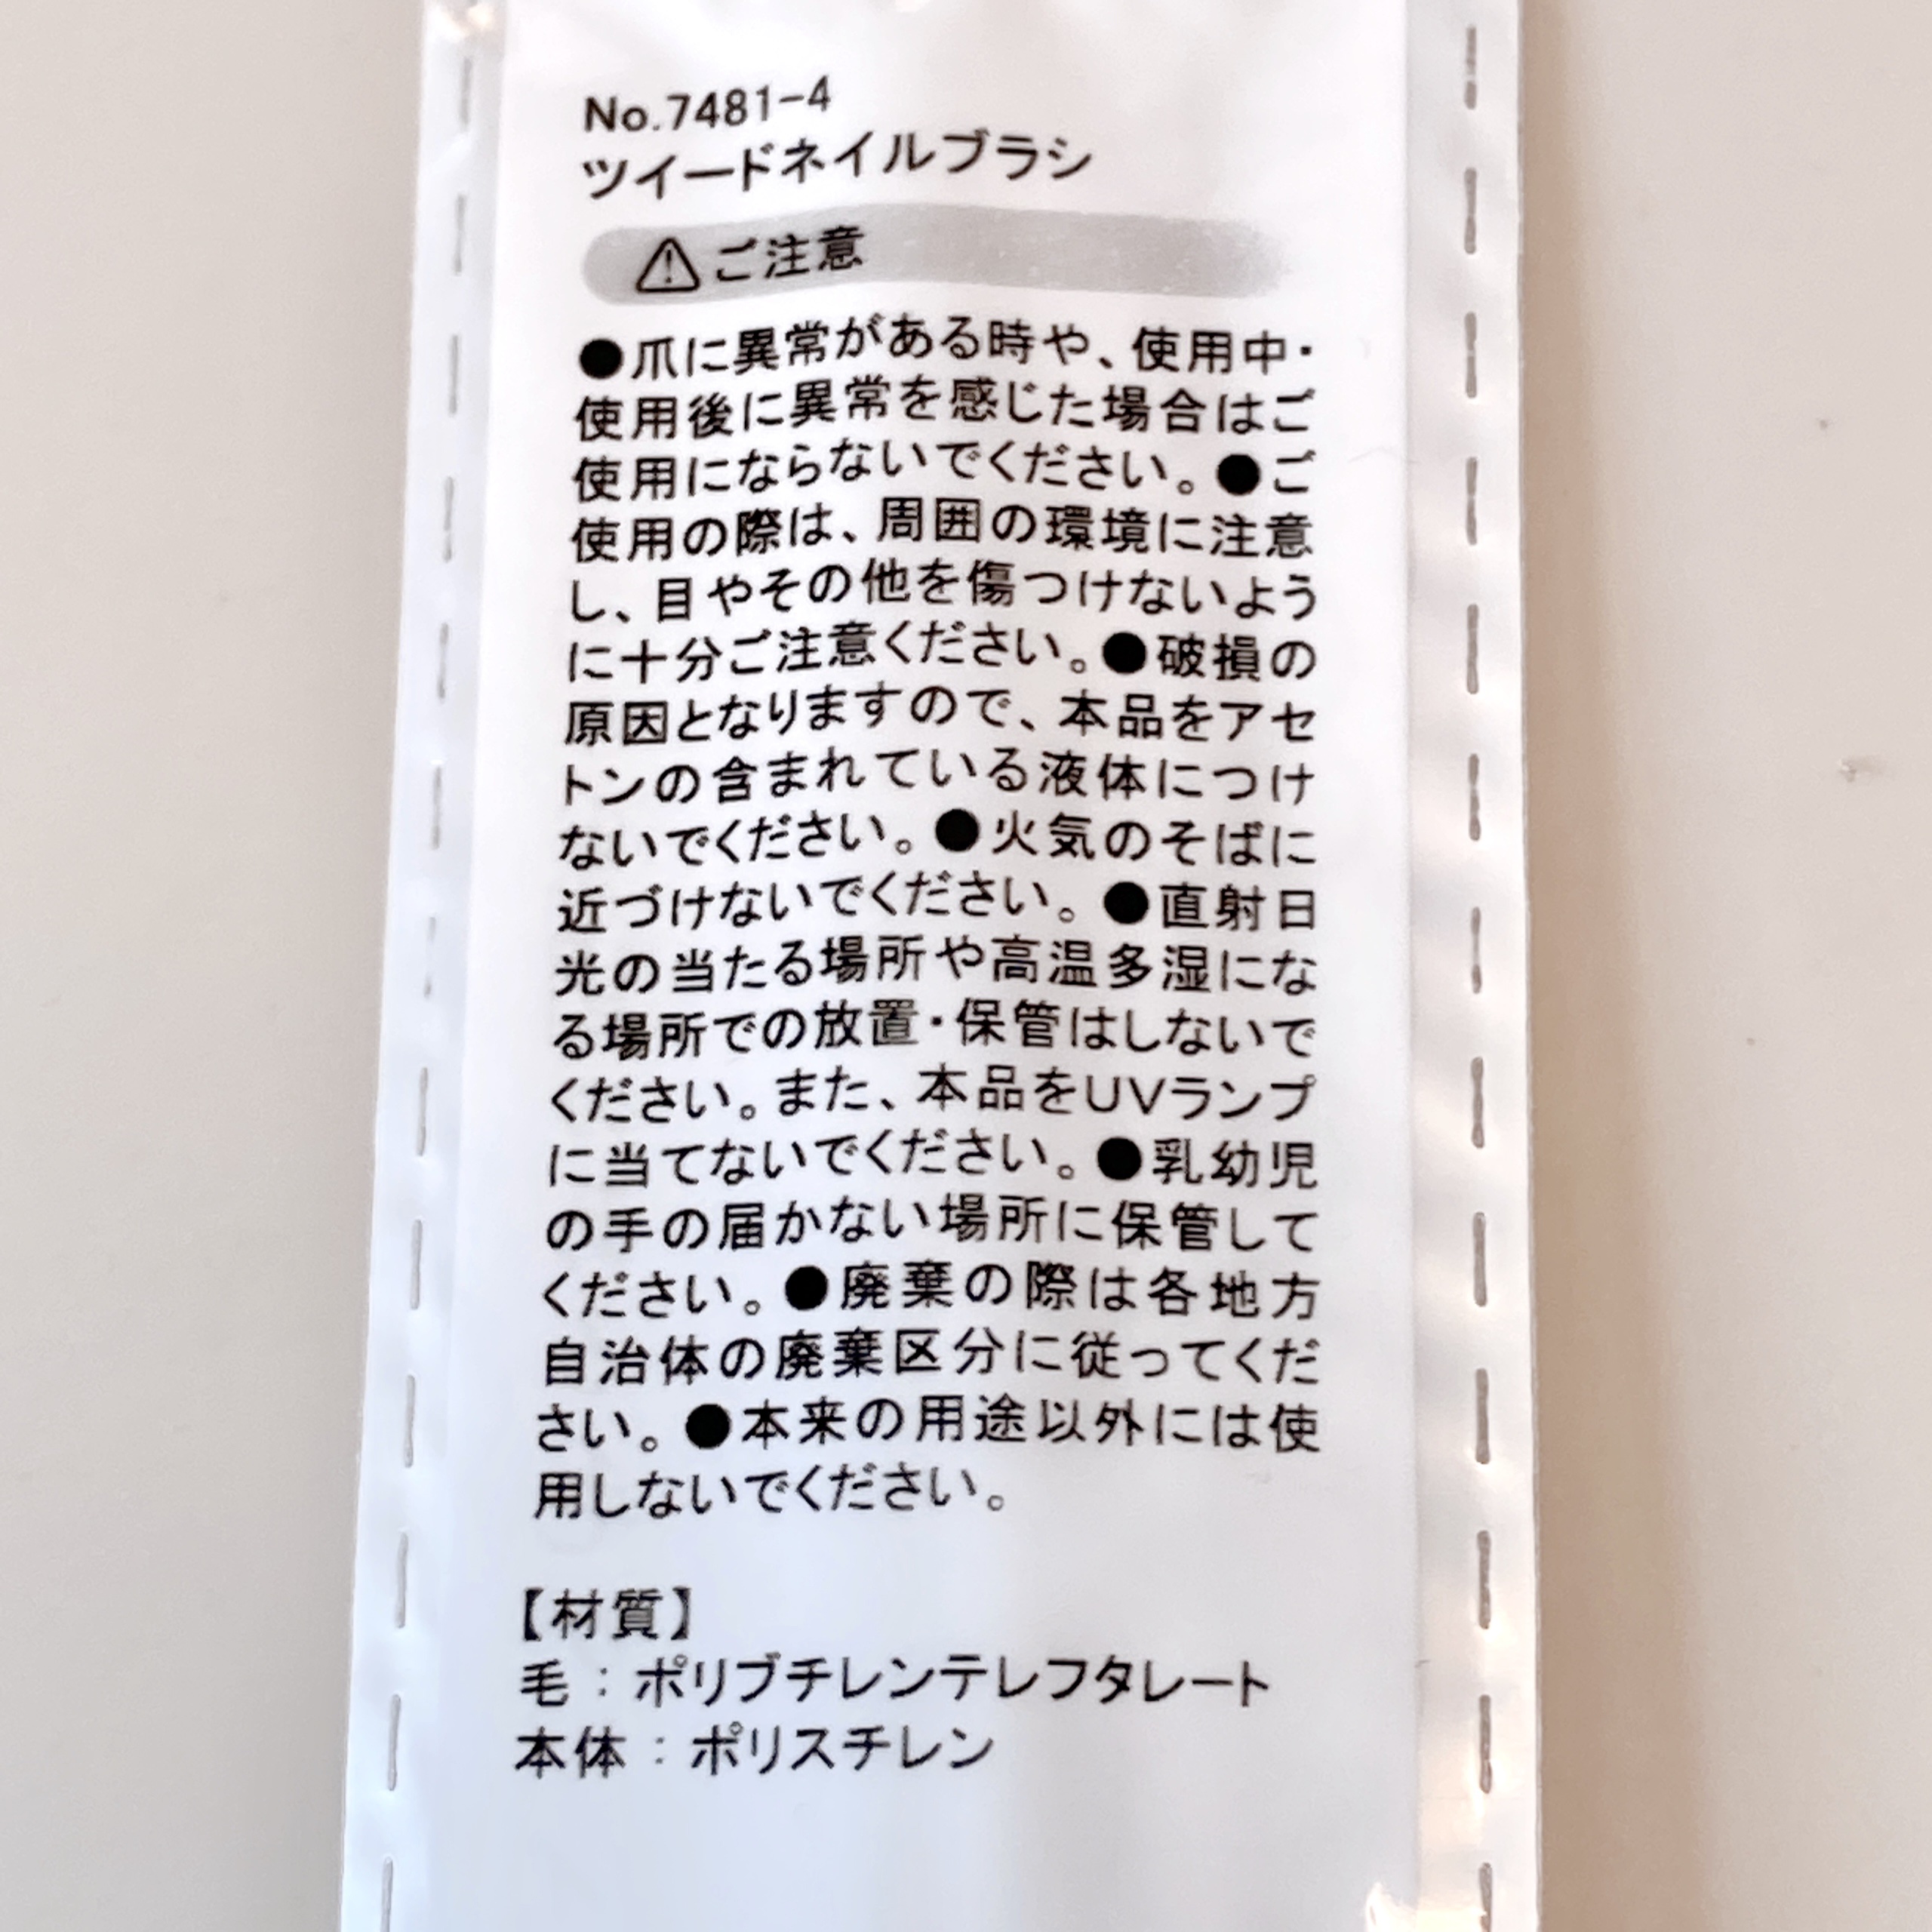 No.7481-4
ツイードネイルブラシ
⚠ご注意
●爪に異常がある時や、使用中・
使用後に異常を感じた場合はご
使用にならないでください。●ご
使用の際は、周囲の環境に注意
し、目やその他を傷つけないよう
に十分ご注意ください。●破損の
原因となりますので、本品をアセ
トンの含まれている液体につけ
ないでください。●火気のそばに
近づけないでください。●直射日
光の当たる場所や高温多湿にな
る場所での放置・保管はしないで
ください。また、本品をUVランプ
に当てないでください。●乳幼児
の手の届かない場所に保管して
ください。●廃棄の際は各地方
自治体の廃棄区分に従ってくだ
さい。●本来の用途以外には使
用しないでください。
【材質】
毛：ポリブチレンテレフタレート
本体：ポリスチレン